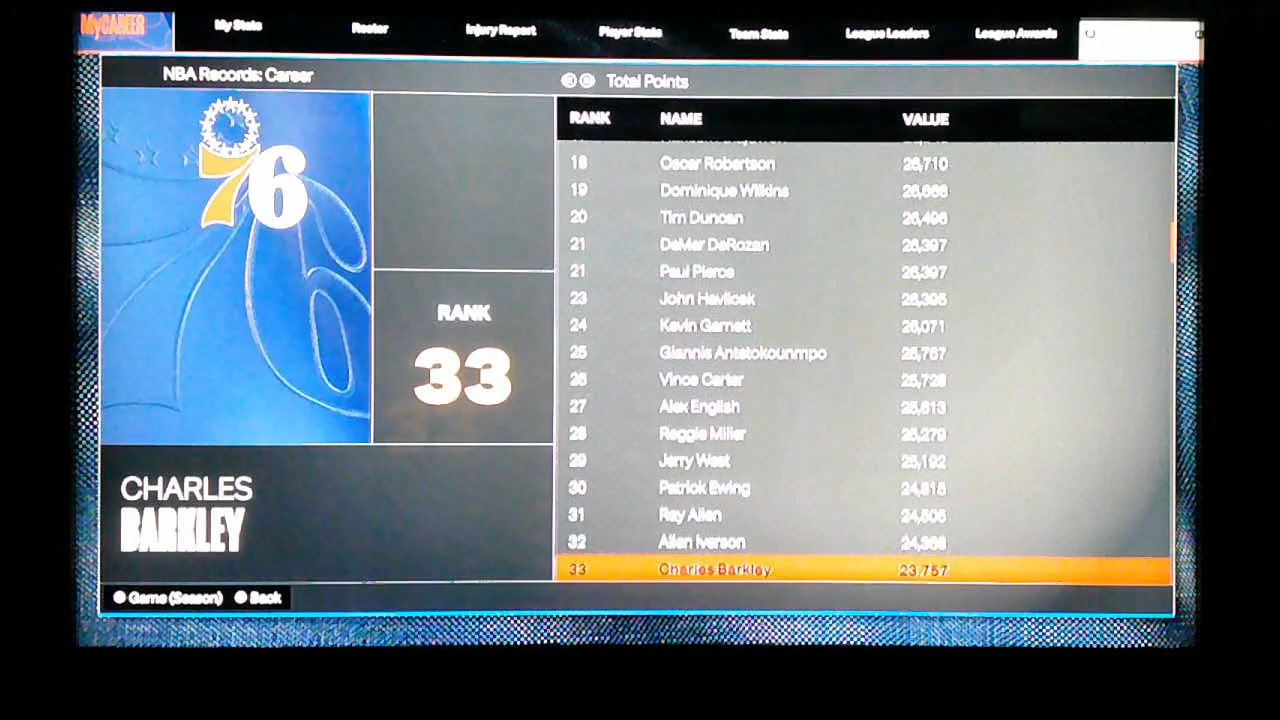 MyCAREER
My Stats Roster Injury Report Player Stats Team Stats League Leaders League Awards
NBA Records: Career
Total Points
RANK NAME VALUE
18 Oscar Robertson 26,710
19 Dominique Wilkins 26,668
20 Tim Duncan 26,496
21 DeMar DeRozan 26,397
21 Paul Pierce 26,397
23 John Havlicek 26,395
24 Kevin Garnett 26,071
25 Giannis Antetokounmpo 25,767
26 Vince Carter 25,728
27 Alex English 25,613
28 Reggie Miller 25,279
29 Jerry West 25,192
30 Patrick Ewing 24,815
31 Ray Allen 24,505
32 Allen Iverson 24,368
33 Charles Barkley 23,757
76
RANK
33
CHARLES
BARKLEY
Game (Season) Back